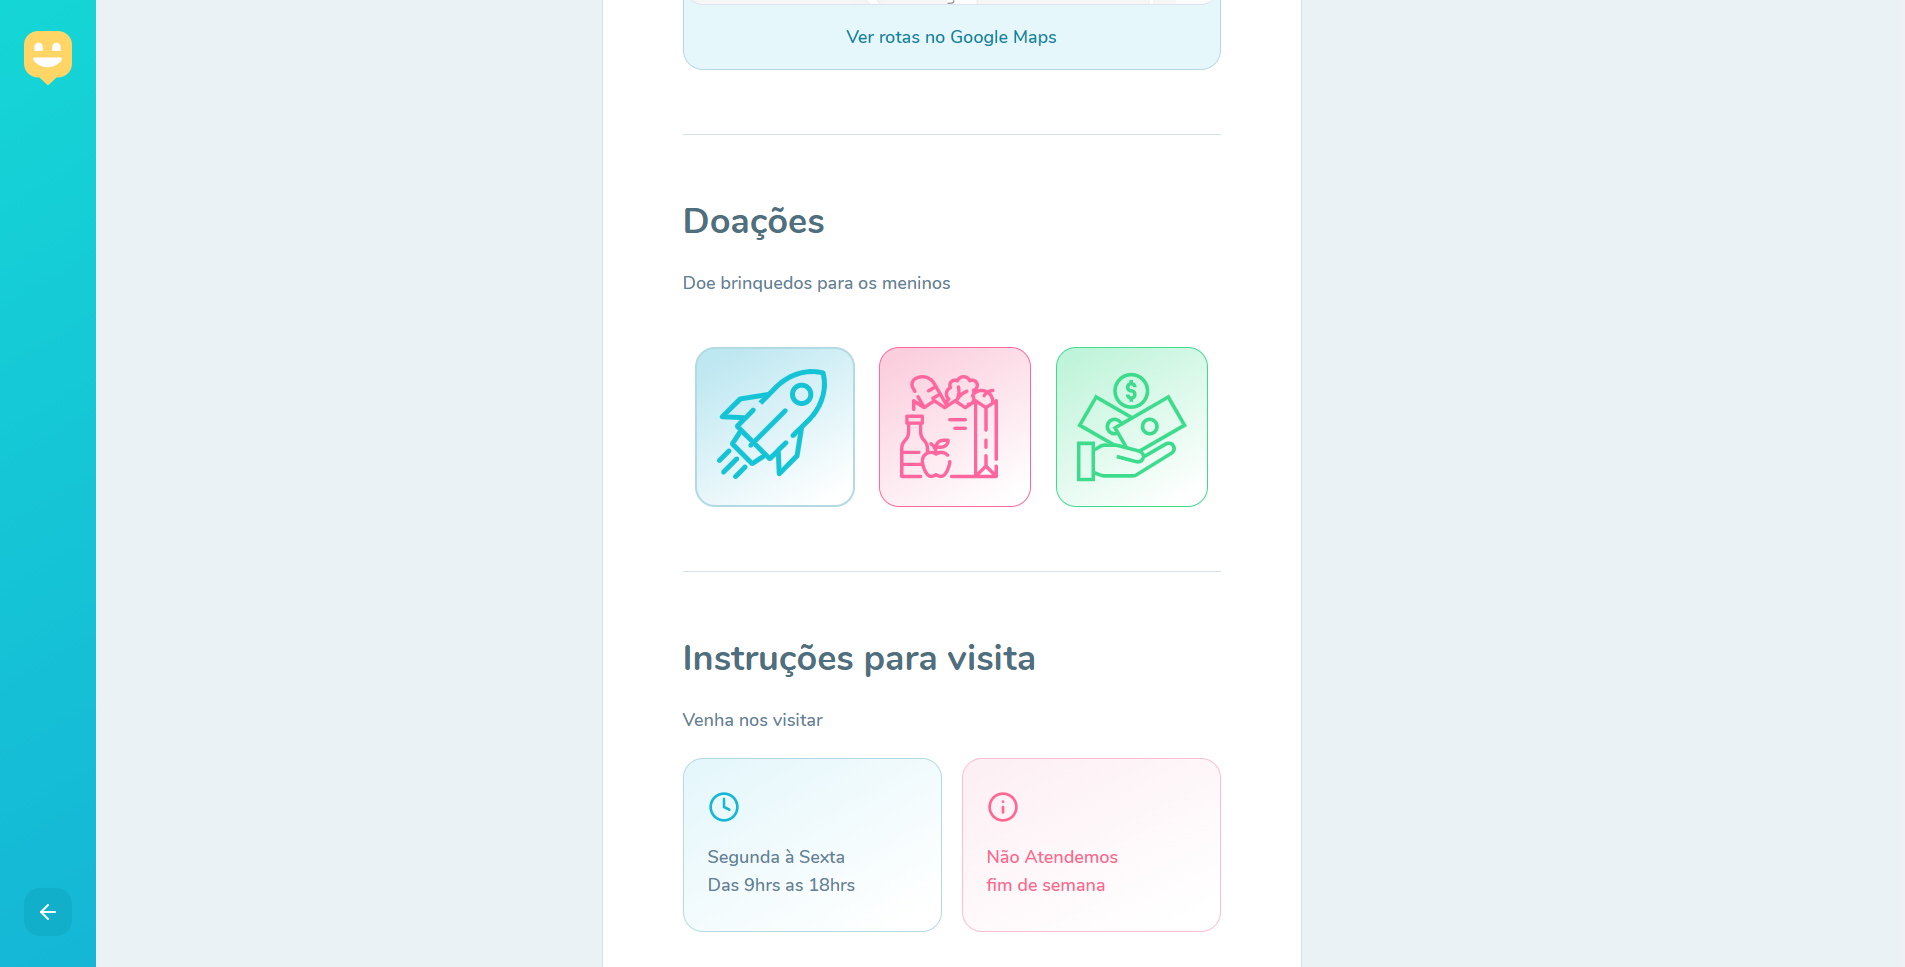 Ver rotas no Google Maps
Doações
Doe brinquedos para os meninos
$
Instruções para visita
Venha nos visitar
Segunda à Sexta
Das 9hrs as 18hrs
Não Atendemos
fim de semana